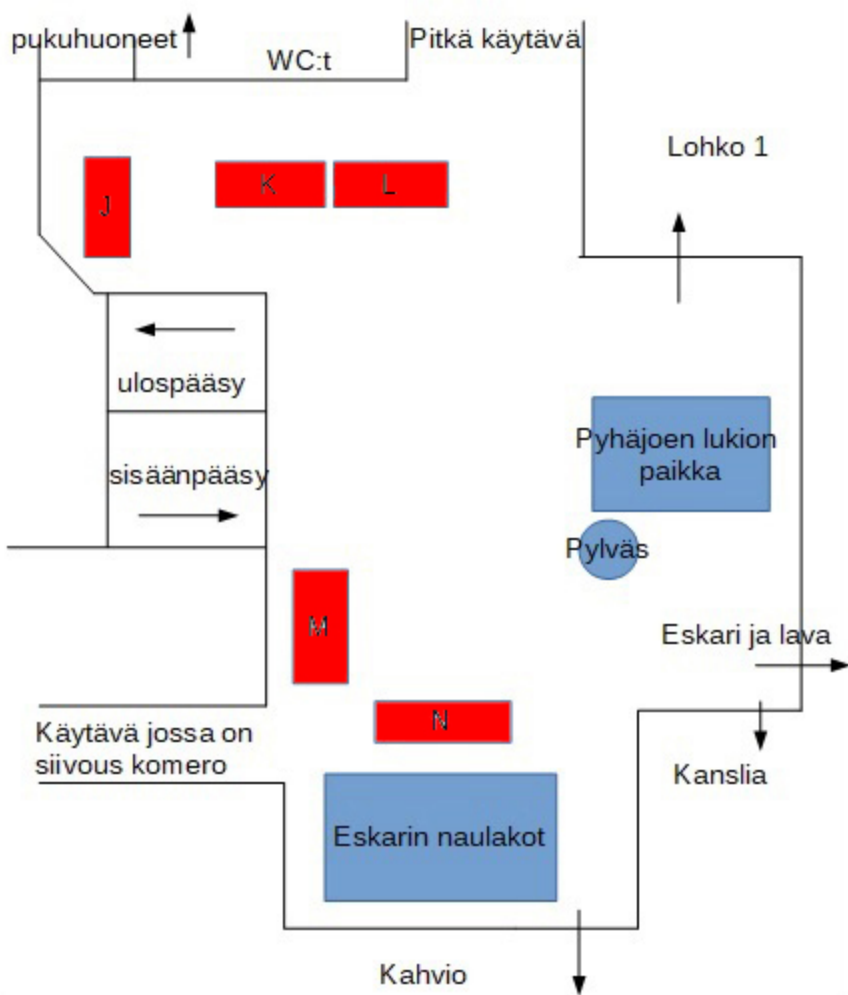 pukuhuoneet
WC:t
Pitkä käytävä
Lohko 1
J
K
L
ulospääsy
sisäänpääsy
Pyhäjoen lukion
paikka
Pylväs
M
Eskari ja lava
N
Käytävä jossa on
siivous komero
Kanslia
Eskarin naulakot
Kahvio